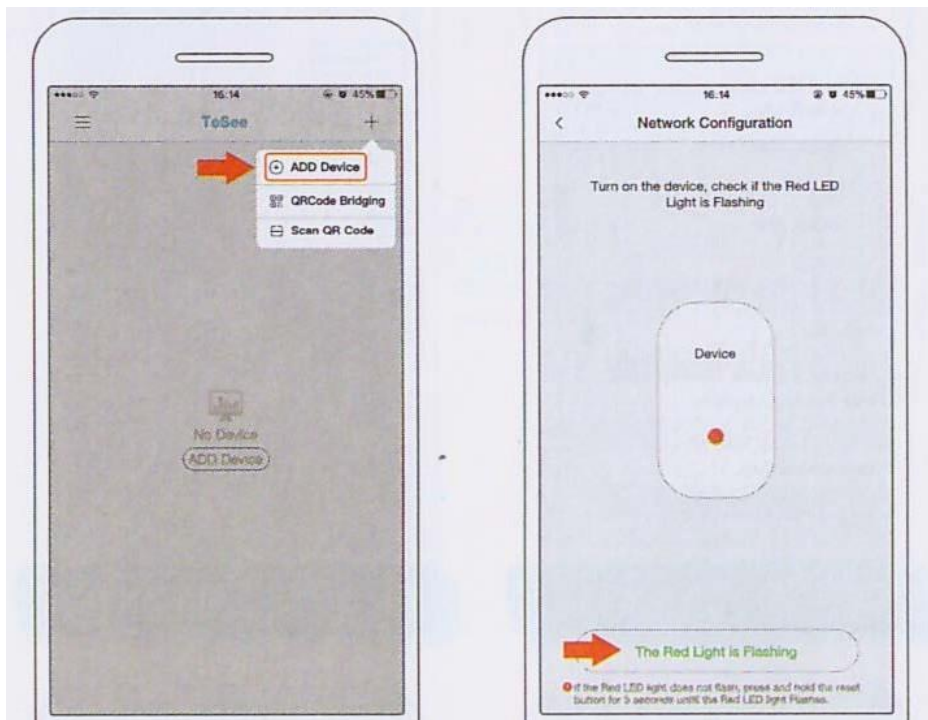 16:14
45%
ToSee
ADD Device
QRCode Bridging
Scan QR Code
No Device
ADD Device
16:14
45%
Network Configuration
Turn on the device, check if the Red LED
Light is Flashing
Device
The Red Light is Flashing
If the Red LED light does not flash, press and hold the reset
button for 5 seconds until the Red LED light Flashes.